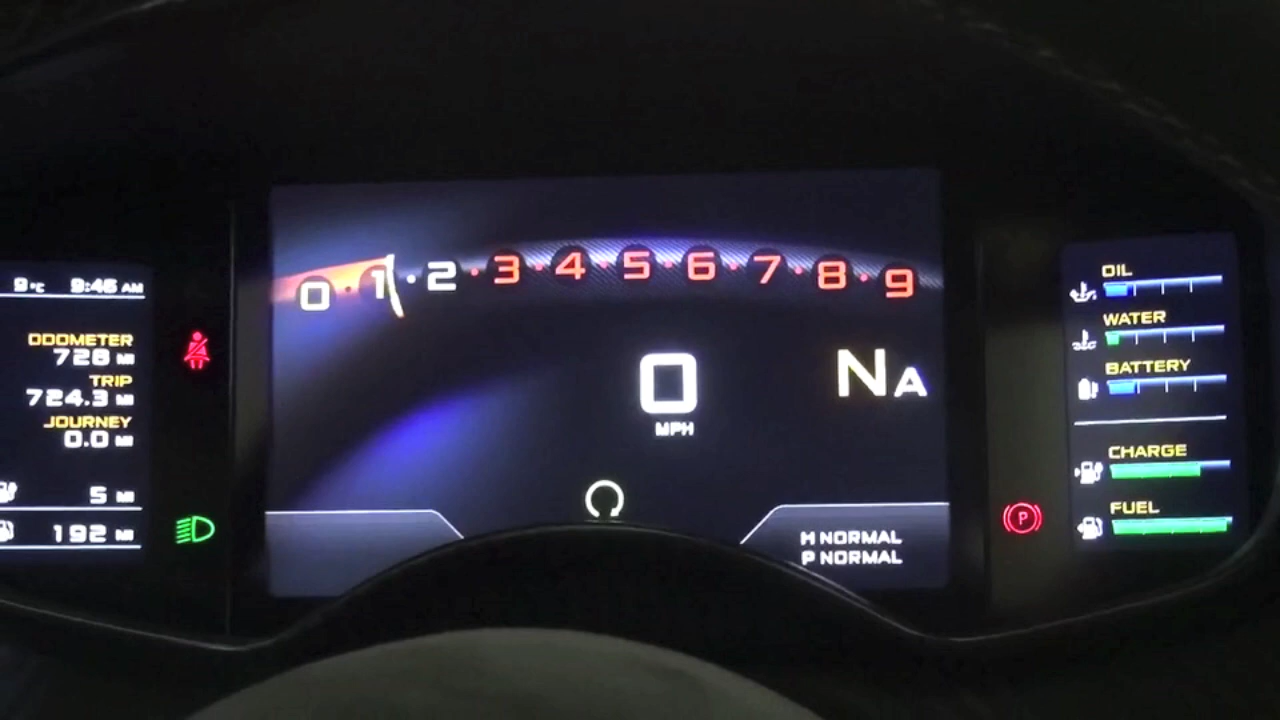 9°C 9:46 AM
ODOMETER
728 MI
TRIP
724.3 MI
JOURNEY
0.0 MI
5 MI
192 MI
0 1 2 3 4 5 6 7 8 9
0
MPH
NA
H NORMAL
P NORMAL
P
OIL
WATER
BATTERY
CHARGE
FUEL